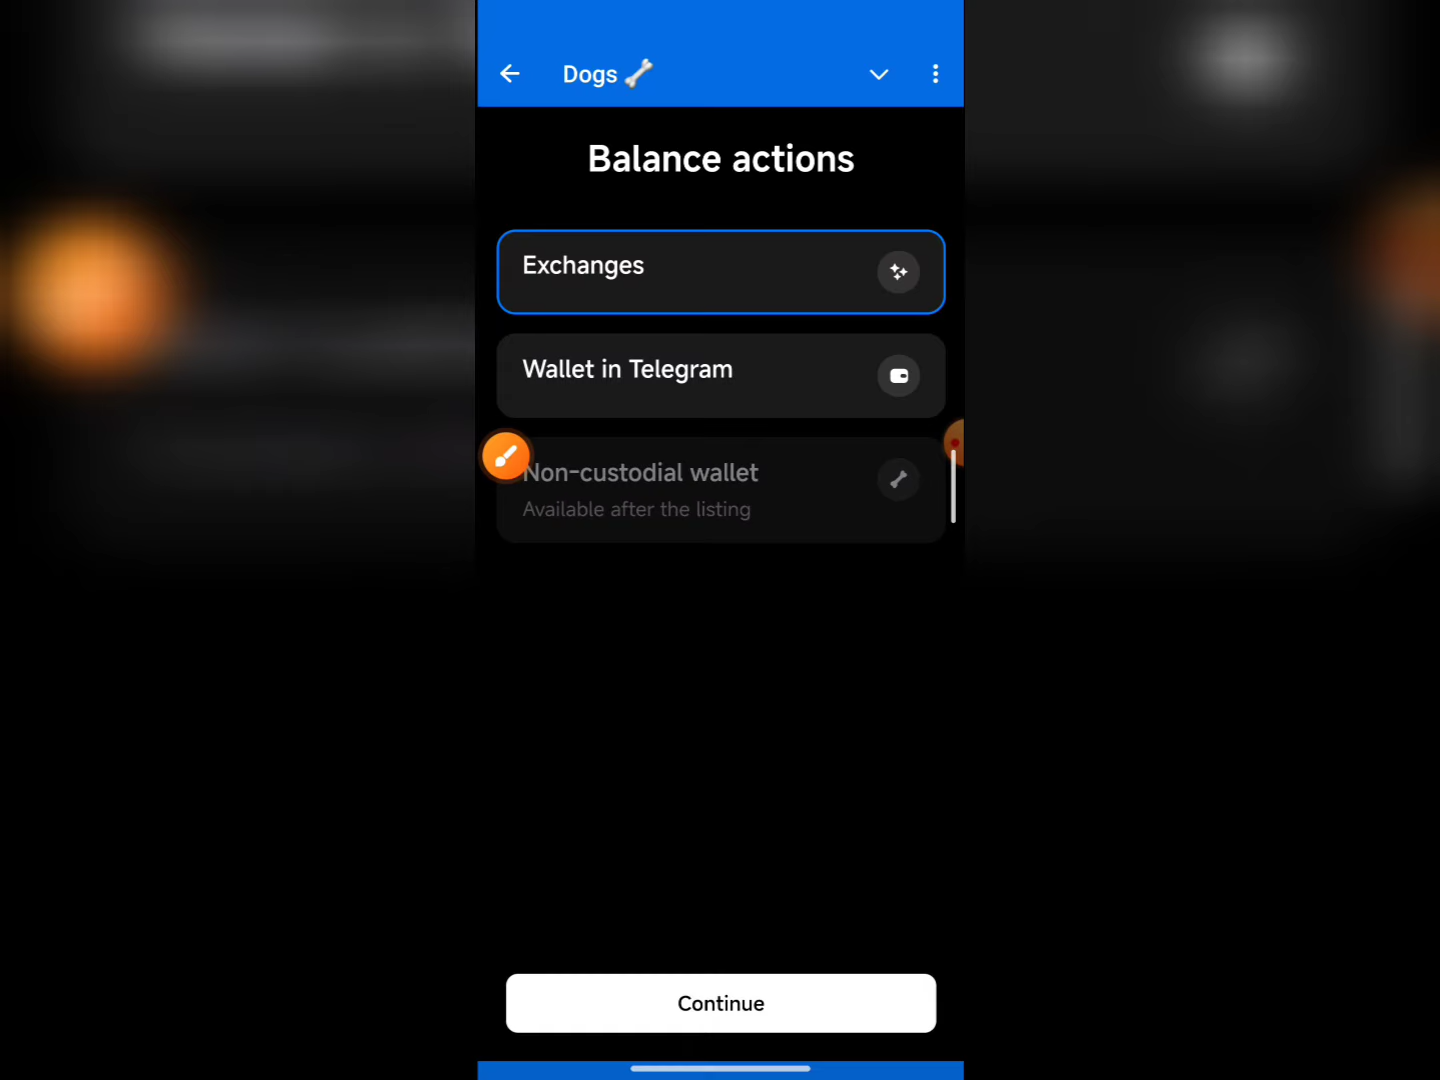 Dogs 🦴
Balance actions
Exchanges
Wallet in Telegram
Non-custodial wallet
Available after the listing
Continue